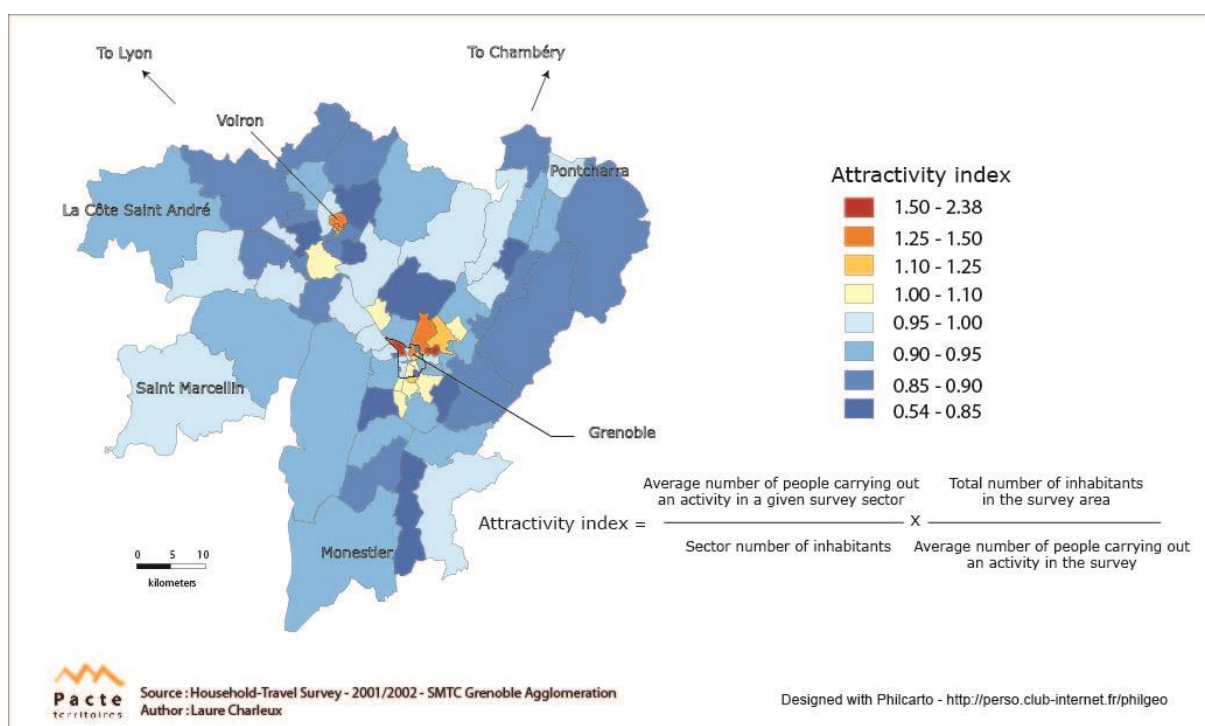 To Lyon
To Chambéry
Voiron
Pontcharra
La Côte Saint André
Attractivity index
1.50 - 2.38
1.25 - 1.50
1.10 - 1.25
1.00 - 1.10
0.95 - 1.00
0.90 - 0.95
0.85 - 0.90
0.54 - 0.85
Saint Marcellin
Grenoble
Monestier
0 5 10
kilometers
Attractivity index =
Average number of people carrying out
an activity in a given survey sector
Sector number of inhabitants
X
Total number of inhabitants
in the survey area
Average number of people carrying out
an activity in the survey
Pacte
territoires
Source : Household-Travel Survey - 2001/2002 - SMTC Grenoble Agglomeration
Author : Laure Charleux
Designed with Philcarto - http://perso.club-internet.fr/philgeo